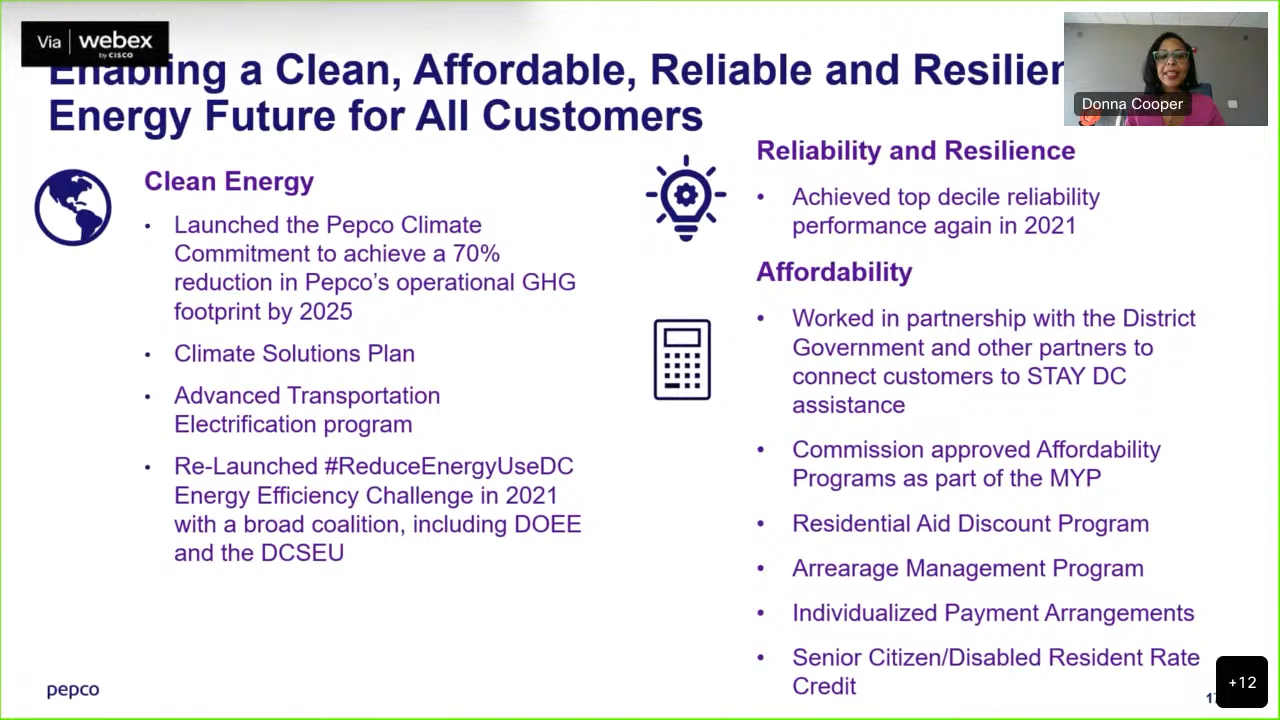 Via webex
by CISCO
Enabling a Clean, Affordable, Reliable and Resilien
Energy Future for All Customers
Donna Cooper
Clean Energy
• Launched the Pepco Climate
Commitment to achieve a 70%
reduction in Pepco’s operational GHG
footprint by 2025
• Climate Solutions Plan
• Advanced Transportation
Electrification program
• Re-Launched #ReduceEnergyUseDC
Energy Efficiency Challenge in 2021
with a broad coalition, including DOEE
and the DCSEU
Reliability and Resilience
• Achieved top decile reliability
performance again in 2021
Affordability
• Worked in partnership with the District
Government and other partners to
connect customers to STAY DC
assistance
• Commission approved Affordability
Programs as part of the MYP
• Residential Aid Discount Program
• Arrearage Management Program
• Individualized Payment Arrangements
• Senior Citizen/Disabled Resident Rate
Credit
pepco
+12